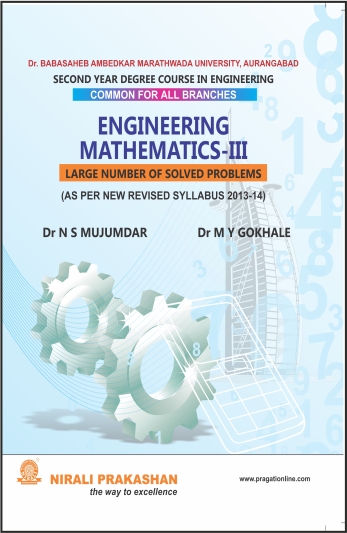 Dr. BABASAHEB AMBEDKAR MARATHWADA UNIVERSITY, AURANGABAD
SECOND YEAR DEGREE COURSE IN ENGINEERING
COMMON FOR ALL BRANCHES
ENGINEERING
MATHEMATICS-III
LARGE NUMBER OF SOLVED PROBLEMS
(AS PER NEW REVISED SYLLABUS 2013-14)
Dr N S MUJUMDAR Dr M Y GOKHALE
NIRALI PRAKASHAN
the way to excellence
www.pragationline.com